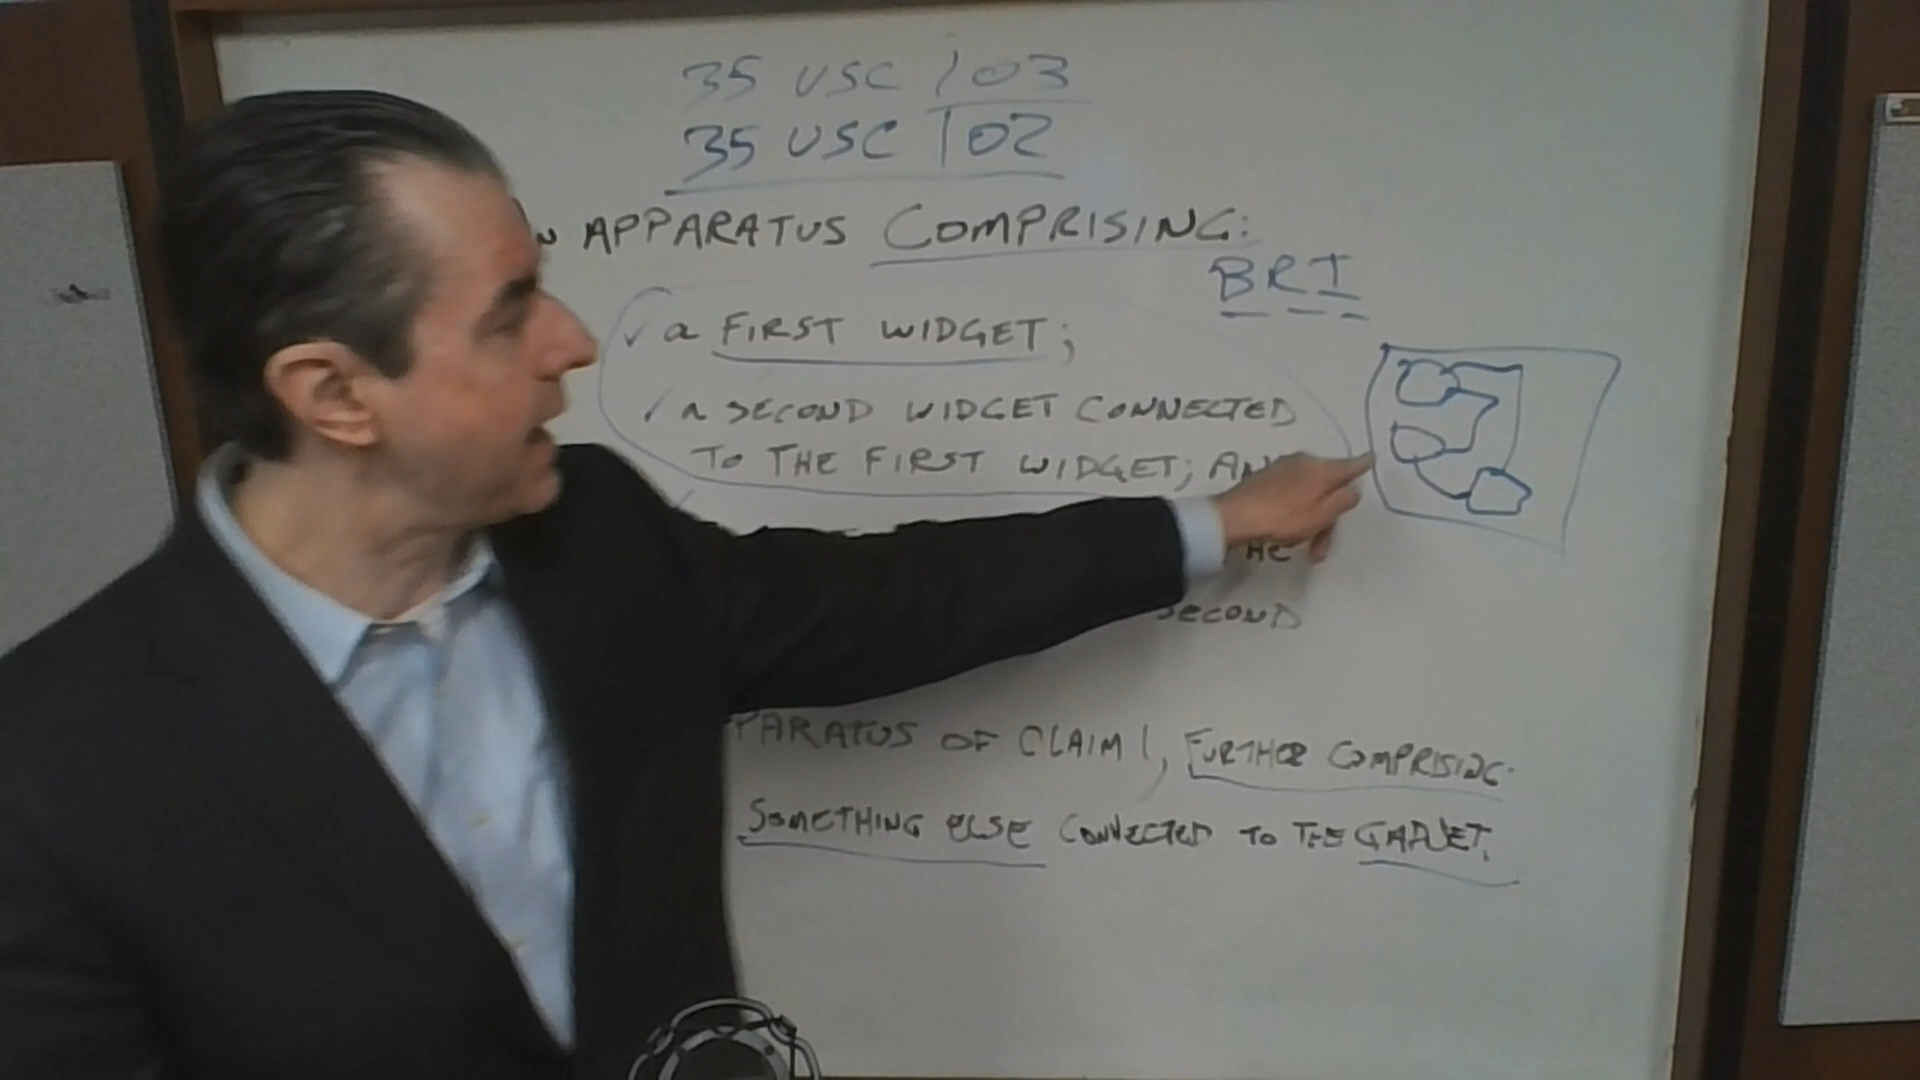 35 USC 103
35 USC 102
N APPARATUS COMPRISING:
BRI
a FIRST WIDGET;
A SECOND WIDGET CONNECTED
TO THE FIRST WIDGET; AN
HE
SECOND
PARATUS OF CLAIM 1, FURTHER COMPRISING
SOMETHING ELSE CONNECTED TO THE GADGET.